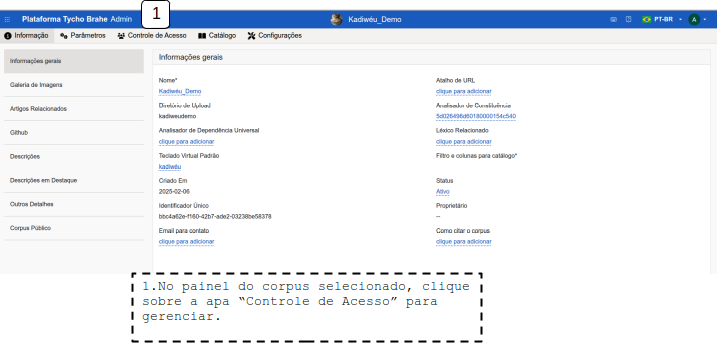 Plataforma Tycho Brahe Admin
1
Kadiwéu_Demo
PT-BR
A
Informação
Parâmetros
Controle de Acesso
Catálogo
Configurações
Informações gerais
Galeria de Imagens
Artigos Relacionados
Github
Descrições
Descrições em Destaque
Outros Detalhes
Corpus Público
Informações gerais
Nome*
Kadiwéu_Demo
Diretório de Upload
kadiweudemo
Analisador de Dependência Universal
clique para adicionar
Teclado Virtual Padrão
kadiwéu
Criado Em
2025-02-06
Identificador Único
bbc4a62e-f160-42b7-ade2-03238be58378
Email para contato
clique para adicionar
Atalho de URL
clique para adicionar
Analisador de Constituência
5d028496d60180000154c540
Léxico Relacionado
clique para adicionar
Filtro e colunas para catálogo*
Status
Ativo
Proprietário
--
Como citar o corpus
clique para adicionar
1.No painel do corpus selecionado, clique
sobre a apa “Controle de Acesso” para
gerenciar.